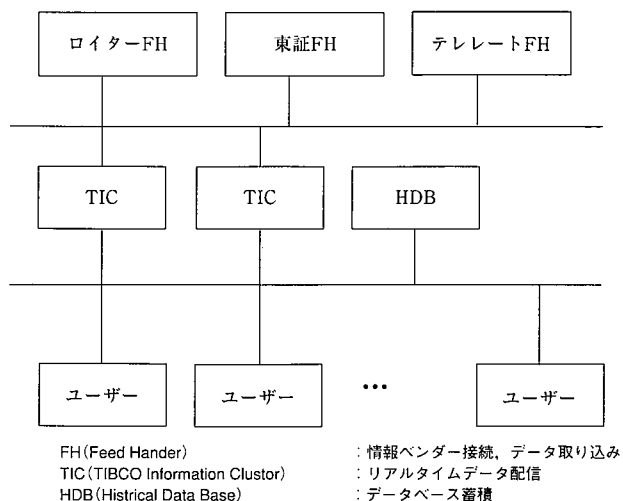 ロイターFH 東証FH テレレートFH
TIC TIC HDB
ユーザー ユーザー … ユーザー
FH(Feed Hander) :情報ベンダー接続，データ取り込み
TIC(TIBCO Information Clustor) :リアルタイムデータ配信
HDB(Histrical Data Base) :データベース蓄積